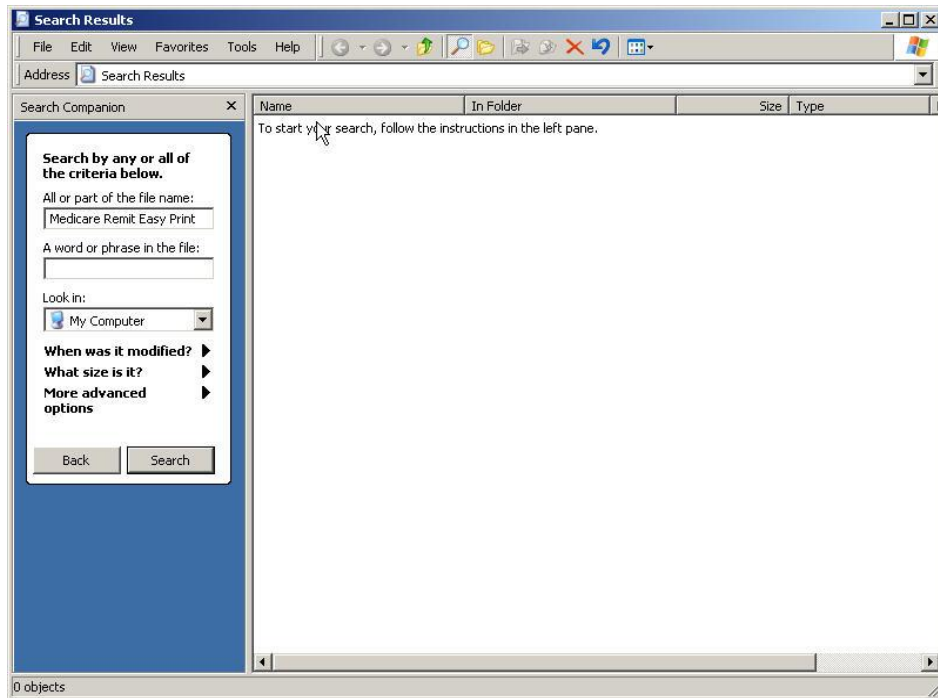 Search Results
File Edit View Favorites Tools Help
Address Search Results
Search Companion
Name In Folder Size Type
To start your search, follow the instructions in the left pane.
Search by any or all of
the criteria below.
All or part of the file name:
Medicare Remit Easy Print
A word or phrase in the file:
Look in:
My Computer
When was it modified?
What size is it?
More advanced
options
Back Search
0 objects